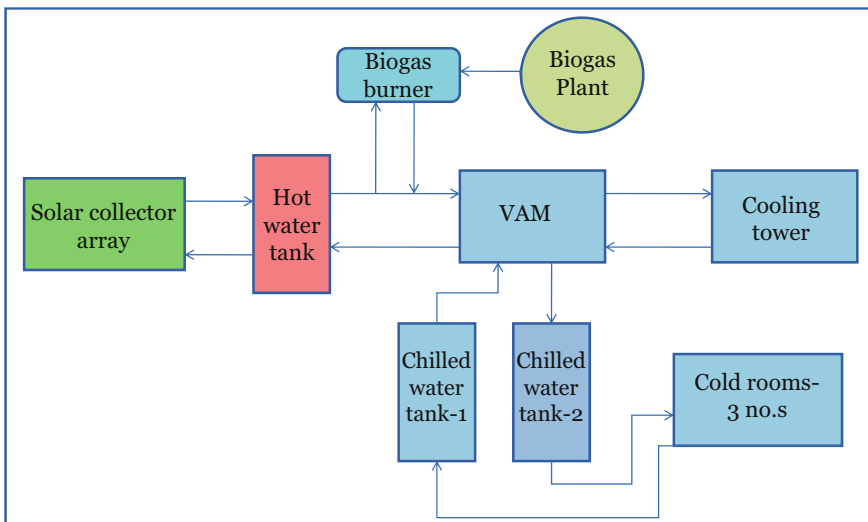 Biogas
burner
Biogas
Plant
Solar collector
array
Hot
water
tank
VAM
Cooling
tower
Chilled
water
tank-1
Chilled
water
tank-2
Cold rooms-
3 no.s